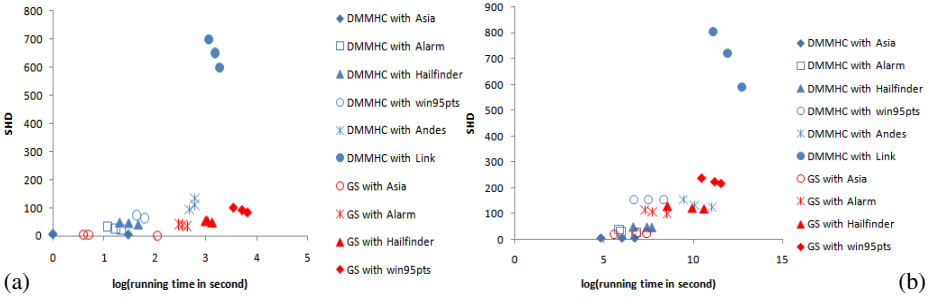 800
700
600
500
400
300
200
100
0
SHD
0 1 2 3 4 5
log(running time in second)
DMMHC with Asia
DMMHC with Alarm
DMMHC with Hailfinder
DMMHC with win95pts
DMMHC with Andes
DMMHC with Link
GS with Asia
GS with Alarm
GS with Hailfinder
GS with win95pts
(a)
900
800
700
600
500
400
300
200
100
0
SHD
0 5 10 15
log(running time in second)
DMMHC with Asia
DMMHC with Alarm
DMMHC with Hailfinder
DMMHC with win95pts
DMMHC with Andes
DMMHC with Link
GS with Asia
GS with Alarm
GS with Hailfinder
GS with win95pts
(b)